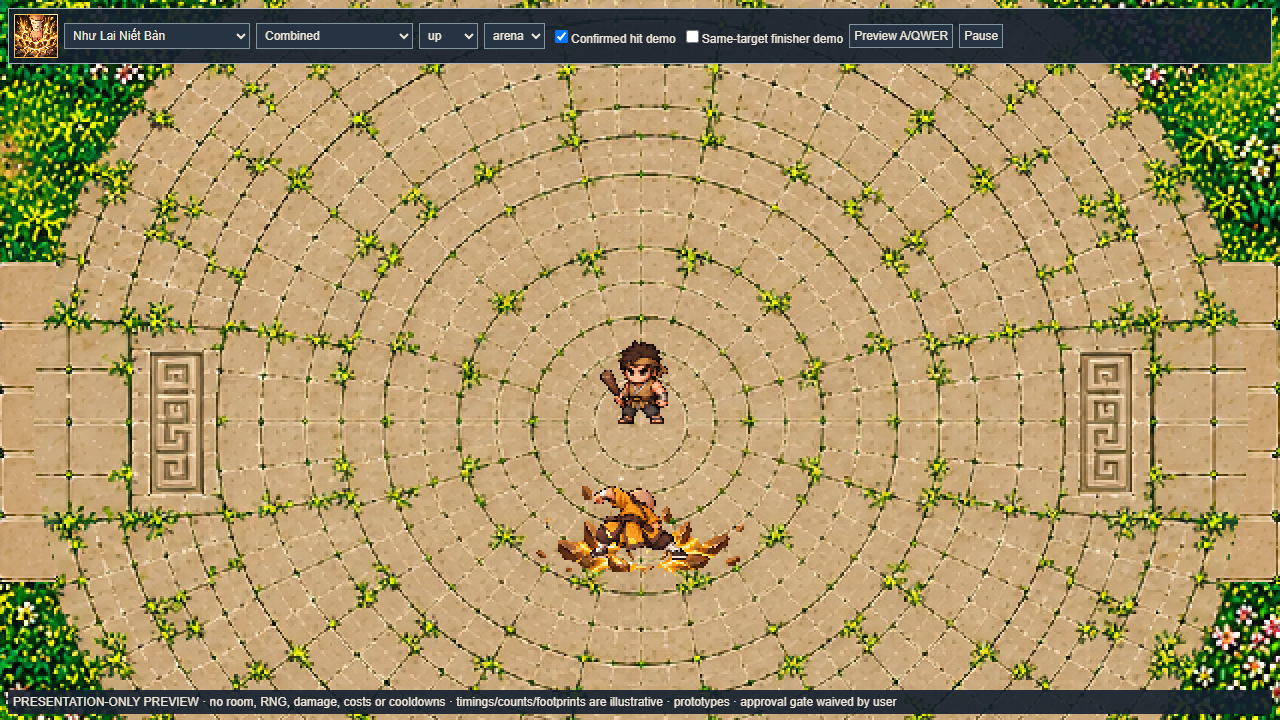 Như Lai Niết Bàn Combined up arena Confirmed hit demo Same-target finisher demo Preview A/QWER Pause
PRESENTATION-ONLY PREVIEW · no room, RNG, damage, costs or cooldowns · timings/counts/footprints are illustrative · prototypes · approval gate waived by user